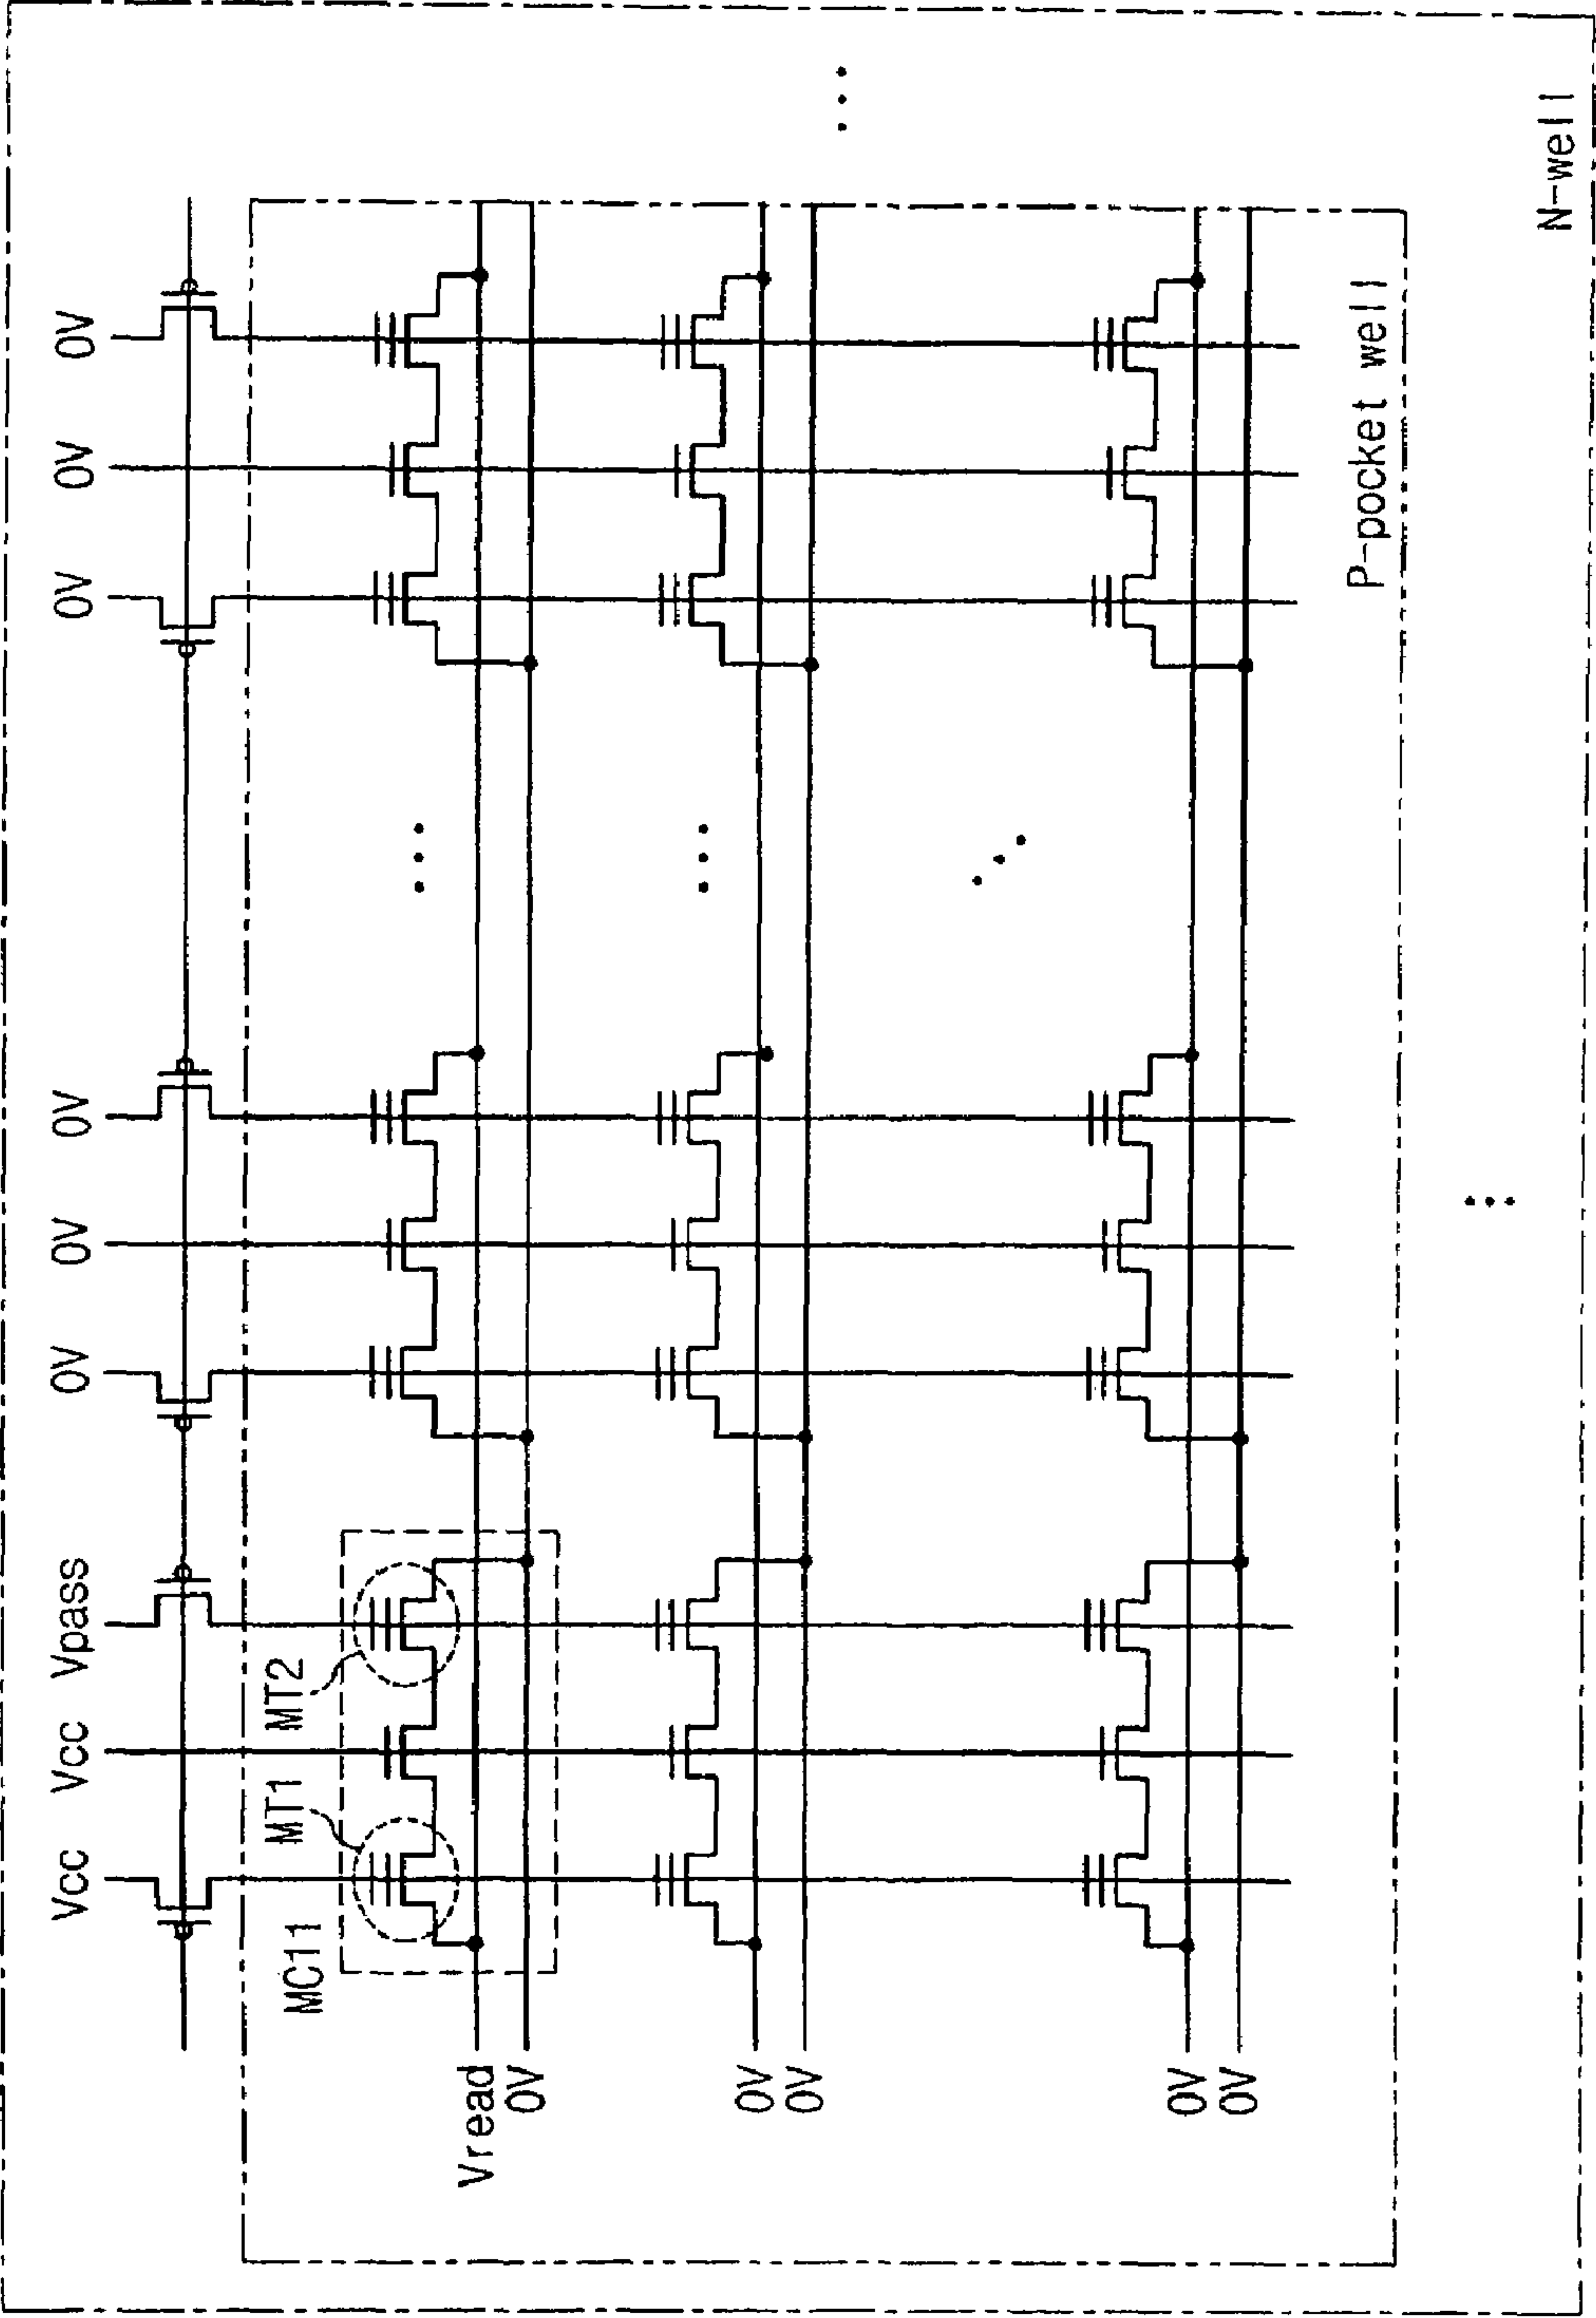 Vcc Vcc Vpass 0V 0V 0V 0V 0V 0V
MC11 MT1 MT2
Vread
0V
0V
0V
0V
0V
P-pocket well
N-well